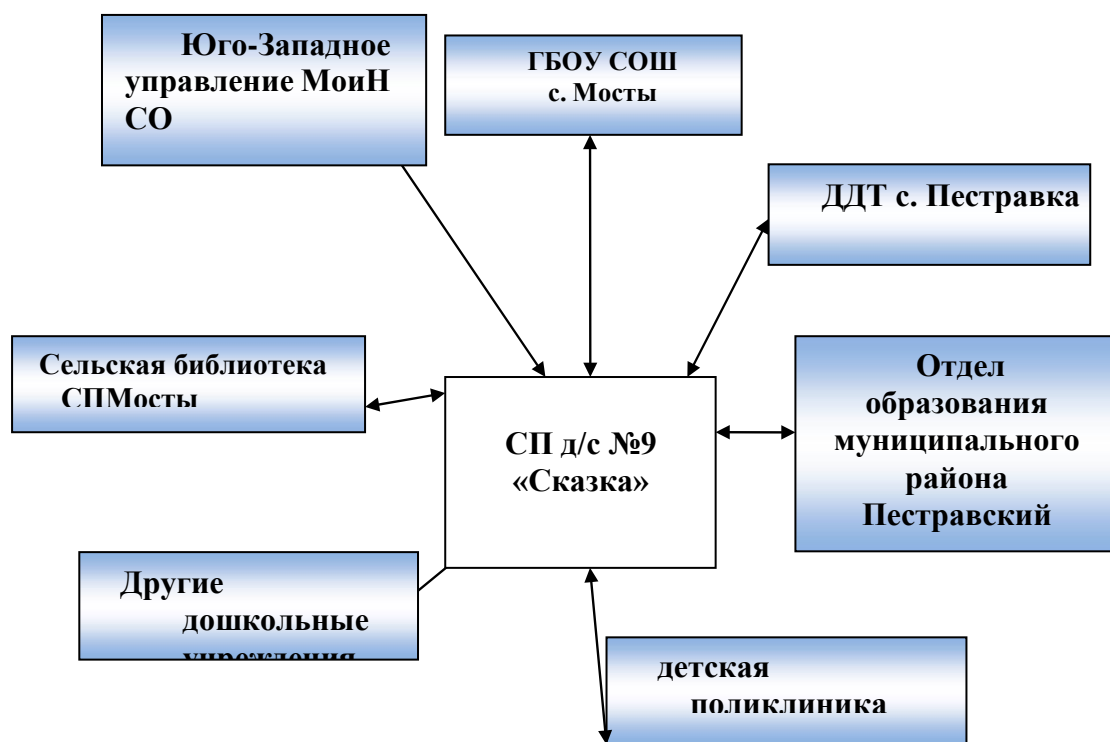 Юго-Западное
управление МоиН
СО
ГБОУ СОШ
с. Мосты
ДДТ с. Пестравка
Сельская библиотека
СПМосты
СП д/с №9
«Сказка»
Отдел
образования
муниципального
района
Пестравский
Другие
дошкольные
учреждения
детская
поликлиника